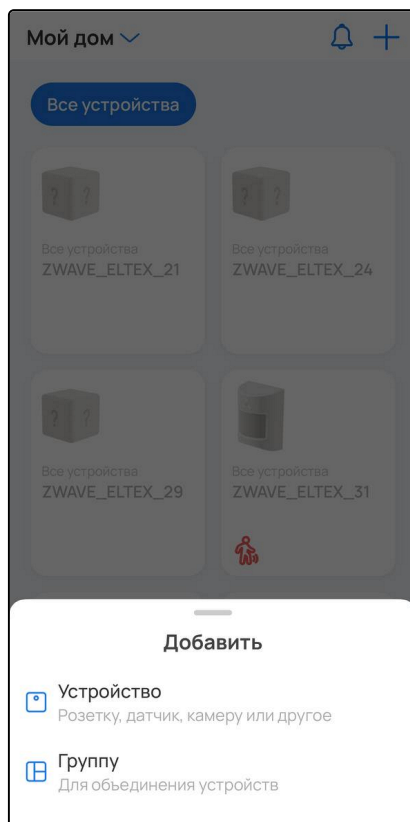 Мой дом
Все устройства
Все устройства
ZWAVE_ELTEX_21
Все устройства
ZWAVE_ELTEX_24
Все устройства
ZWAVE_ELTEX_29
Все устройства
ZWAVE_ELTEX_31
Добавить
Устройство
Розетку, датчик, камеру или другое
Группу
Для объединения устройств